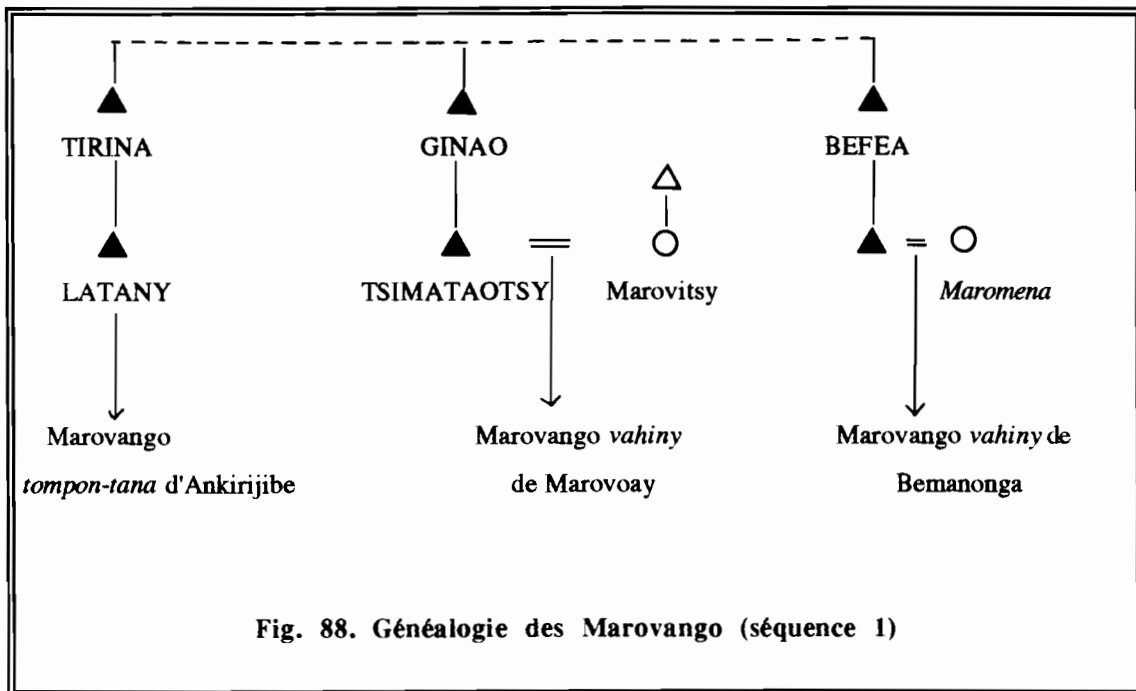 TIRINA GINAO BEFEA
LATANY TSIMATAOTSY Marovitsy Maromena
Marovango Marovango vahiny Marovango vahiny de
tompon-tana d'Ankirijibe de Marovoay Bemanonga
Fig. 88. Généalogie des Marovango (séquence 1)